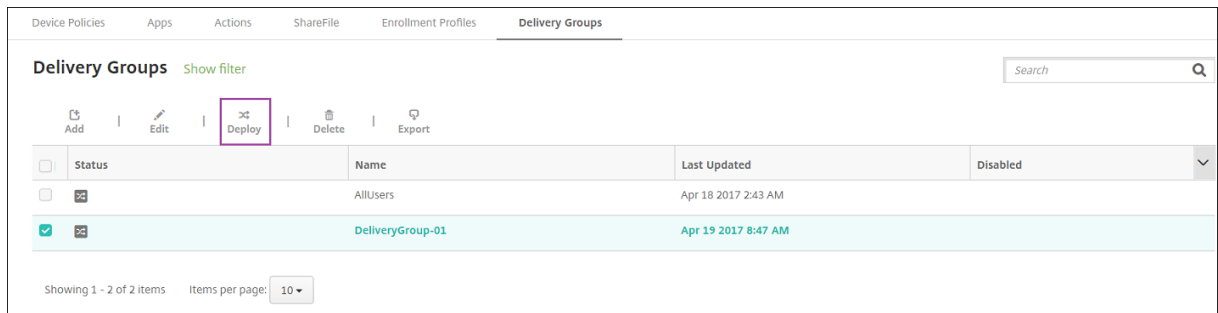 Device Policies Apps Actions ShareFile Enrollment Profiles Delivery Groups
Delivery Groups Show filter Search
Add | Edit | Deploy | Delete | Export
Status Name Last Updated Disabled
AllUsers Apr 18 2017 2:43 AM
DeliveryGroup-01 Apr 19 2017 8:47 AM
Showing 1 - 2 of 2 items Items per page: 10